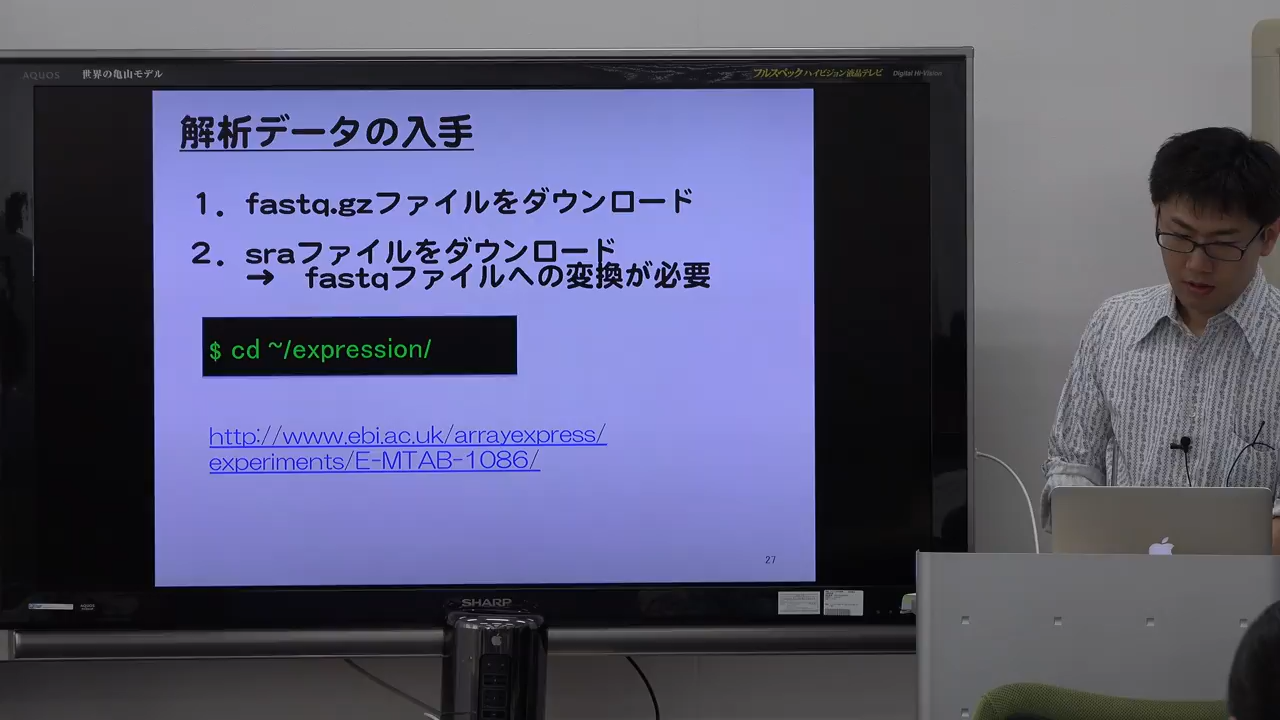 AQUOS 世界の亀山モデル フルスペックハイビジョン液晶テレビ Digital Hi-Vision
解析データの入手
1. fastq.gzファイルをダウンロード
2. sraファイルをダウンロード
→ fastqファイルへの変換が必要
$ cd ~/expression/
http://www.ebi.ac.uk/arrayexpress/
experiments/E-MTAB-1086/
27
SHARP